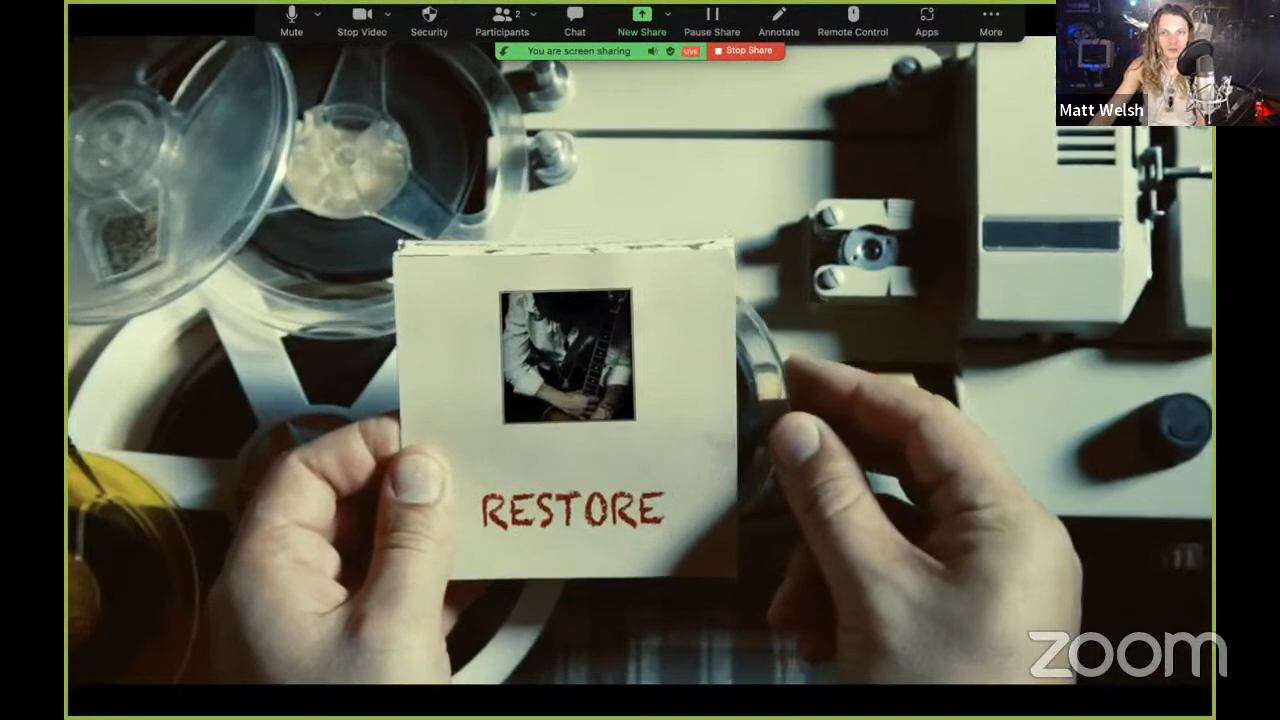 Mute
Stop Video
Security
Participants
2
Chat
New Share
Pause Share
Annotate
Remote Control
Apps
More
You are screen sharing
LIVE
Stop Share
Matt Welsh
RESTORE
zoom